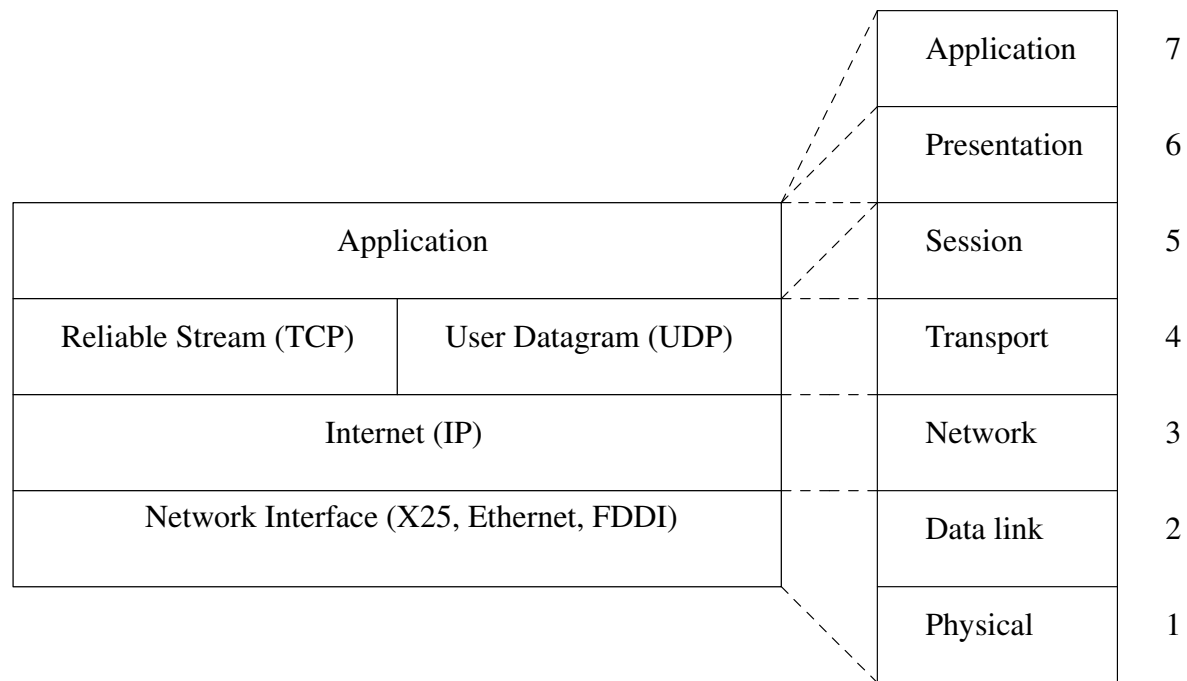 Application 7
Presentation 6
Application
Session 5
Reliable Stream (TCP) User Datagram (UDP)
Transport 4
Internet (IP)
Network 3
Network Interface (X25, Ethernet, FDDI)
Data link 2
Physical 1